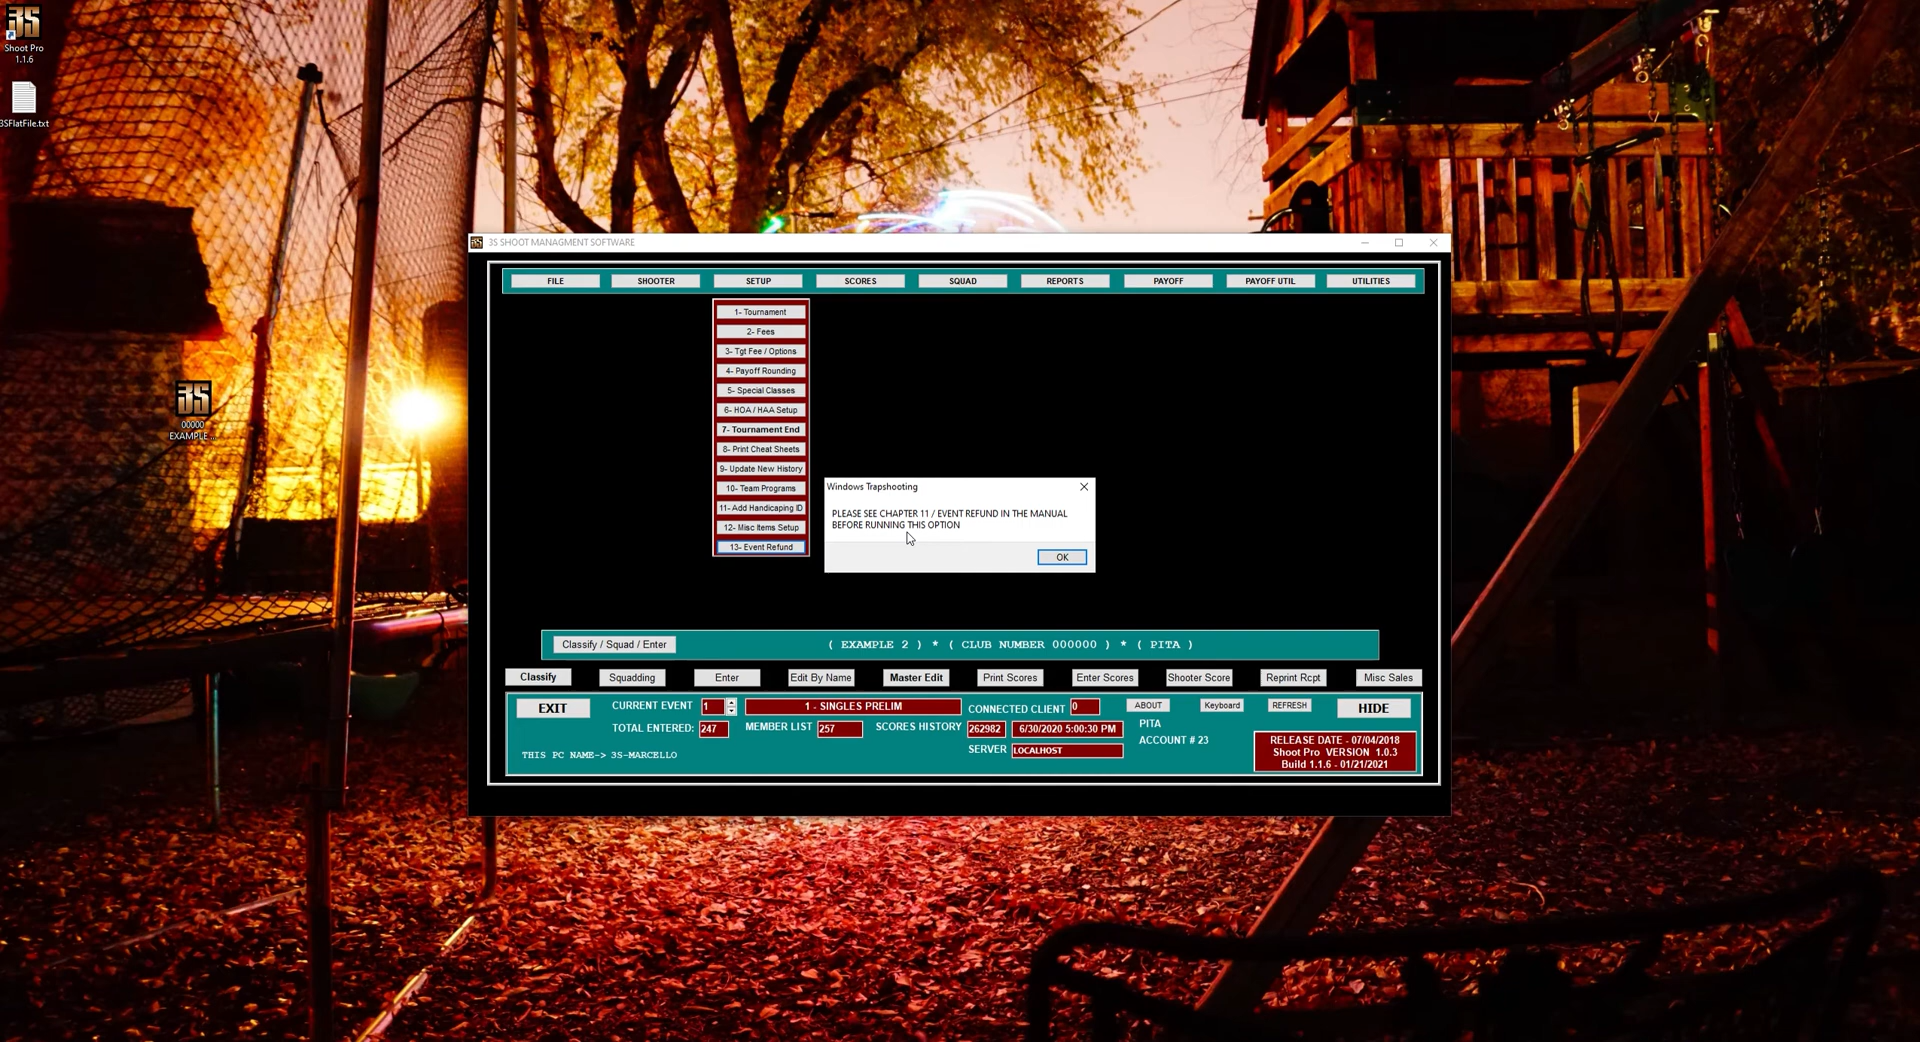 3S
Shoot Pro
1.1.6
3SFlatFile.txt
3S
00000
EXAMPLE ...
3S SHOOT MANAGMENT SOFTWARE
FILE SHOOTER SETUP SCORES SQUAD REPORTS PAYOFF PAYOFF UTIL UTILITIES
1- Tournament
2- Fees
3- Tgt Fee / Options
4- Payoff Rounding
5- Special Classes
6- HOA / HAA Setup
7- Tournament End
8- Print Cheat Sheets
9- Update New History
10- Team Programs
11- Add Handicaping ID
12- Misc Items Setup
13- Event Refund
Windows Trapshooting
PLEASE SEE CHAPTER 11 / EVENT REFUND IN THE MANUAL
BEFORE RUNNING THIS OPTION
OK
Classify / Squad / Enter ( EXAMPLE 2 ) * ( CLUB NUMBER 000000 ) * ( PITA )
Classify Squadding Enter Edit By Name Master Edit Print Scores Enter Scores Shooter Score Reprint Rcpt Misc Sales
EXIT CURRENT EVENT 1 1 - SINGLES PRELIM CONNECTED CLIENT 0 ABOUT Keyboard REFRESH HIDE
TOTAL ENTERED: 247 MEMBER LIST 257 SCORES HISTORY 262982 6/30/2020 5:00:30 PM PITA
SERVER LOCALHOST ACCOUNT # 23
THIS PC NAME-> 3S-MARCELLO
RELEASE DATE - 07/04/2018
Shoot Pro VERSION 1.0.3
Build 1.1.6 - 01/21/2021